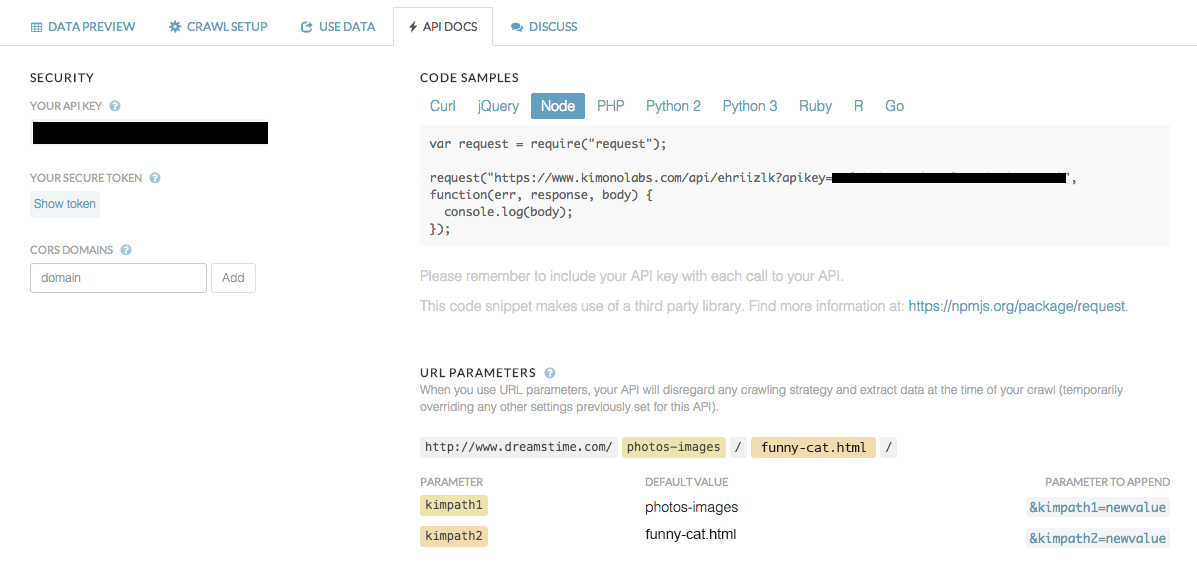 DATA PREVIEW CRAWL SETUP USE DATA API DOCS DISCUSS
SECURITY
YOUR API KEY ?
YOUR SECURE TOKEN ?
Show token
CORS DOMAINS ?
domain Add
CODE SAMPLES
Curl jQuery Node PHP Python 2 Python 3 Ruby R Go
var request = require("request");
request("https://www.kimonolabs.com/api/ehriizlk?apikey= ",
function(err, response, body) {
console.log(body);
});
Please remember to include your API key with each call to your API.
This code snippet makes use of a third party library. Find more information at: https://npmjs.org/package/request.
URL PARAMETERS ?
When you use URL parameters, your API will disregard any crawling strategy and extract data at the time of your crawl (temporarily
overriding any other settings previously set for this API).
http://www.dreamstime.com/ photos-images / funny-cat.html /
PARAMETER DEFAULT VALUE PARAMETER TO APPEND
kimpath1 photos-images &kimpath1=newvalue
kimpath2 funny-cat.html &kimpath2=newvalue